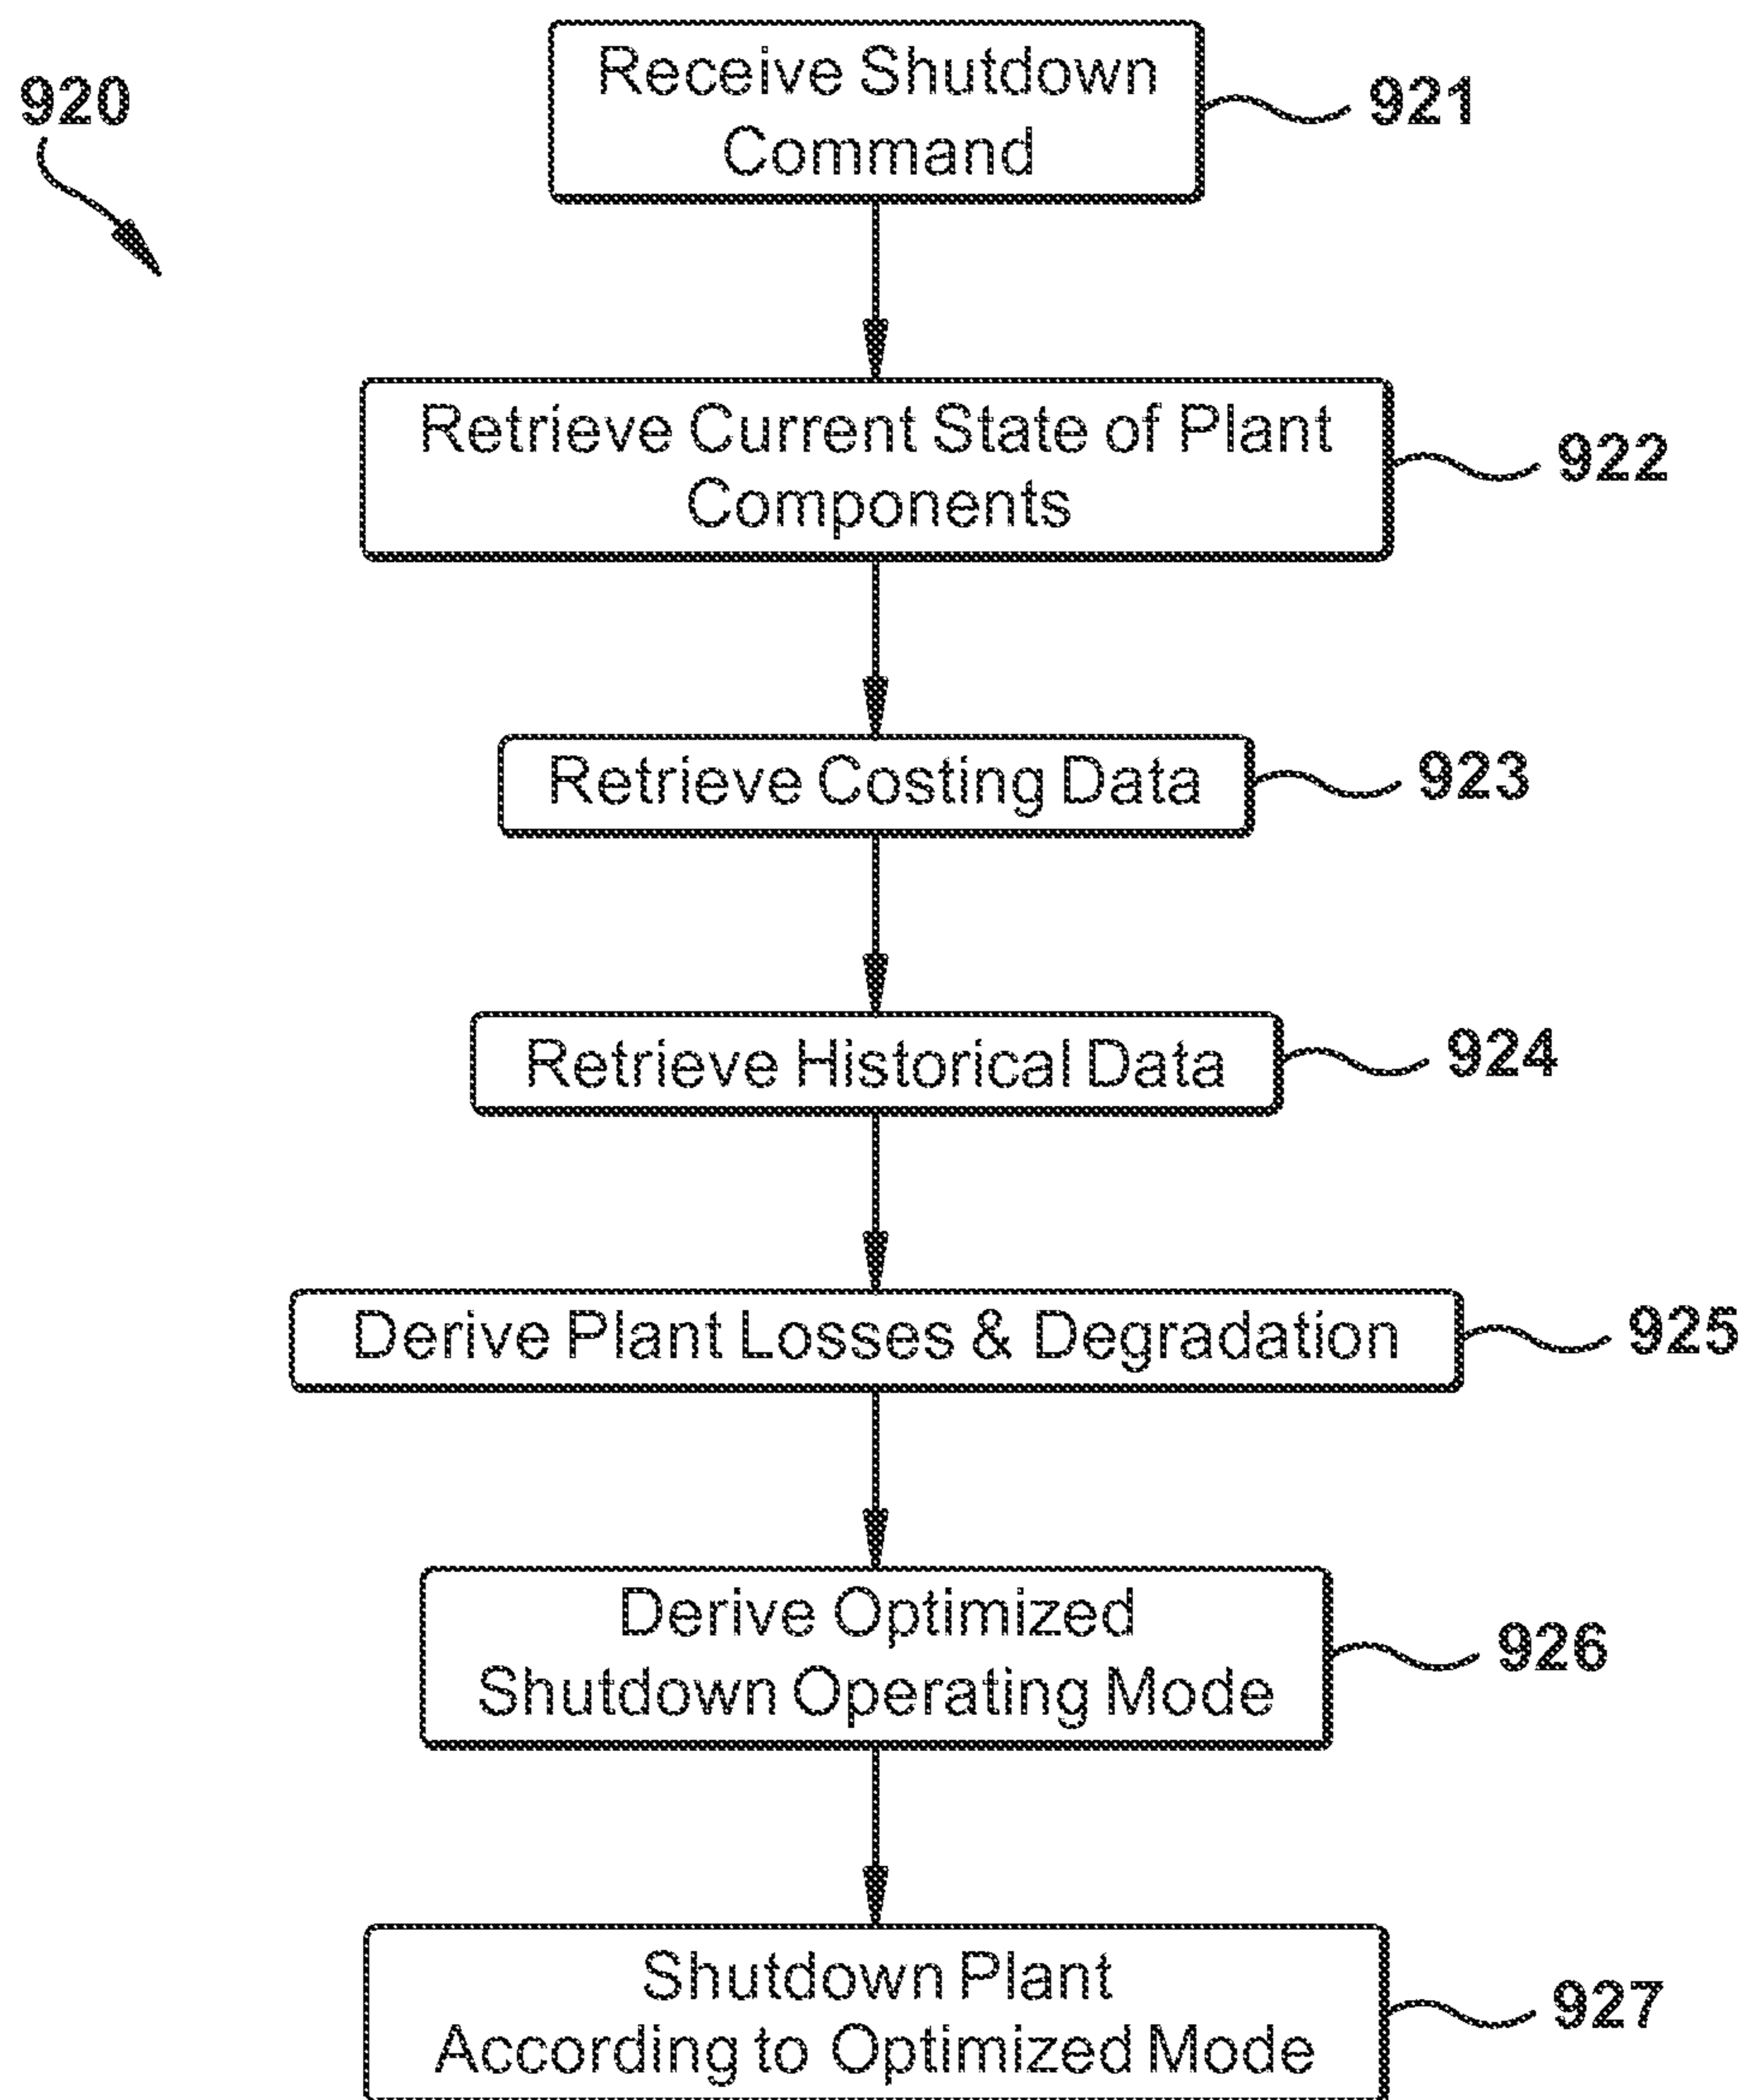 920
Receive Shutdown
Command
921
Retrieve Current State of Plant
Components
922
Retrieve Costing Data
923
Retrieve Historical Data
924
Derive Plant Losses & Degradation
925
Derive Optimized
Shutdown Operating Mode
926
Shutdown Plant
According to Optimized Mode
927